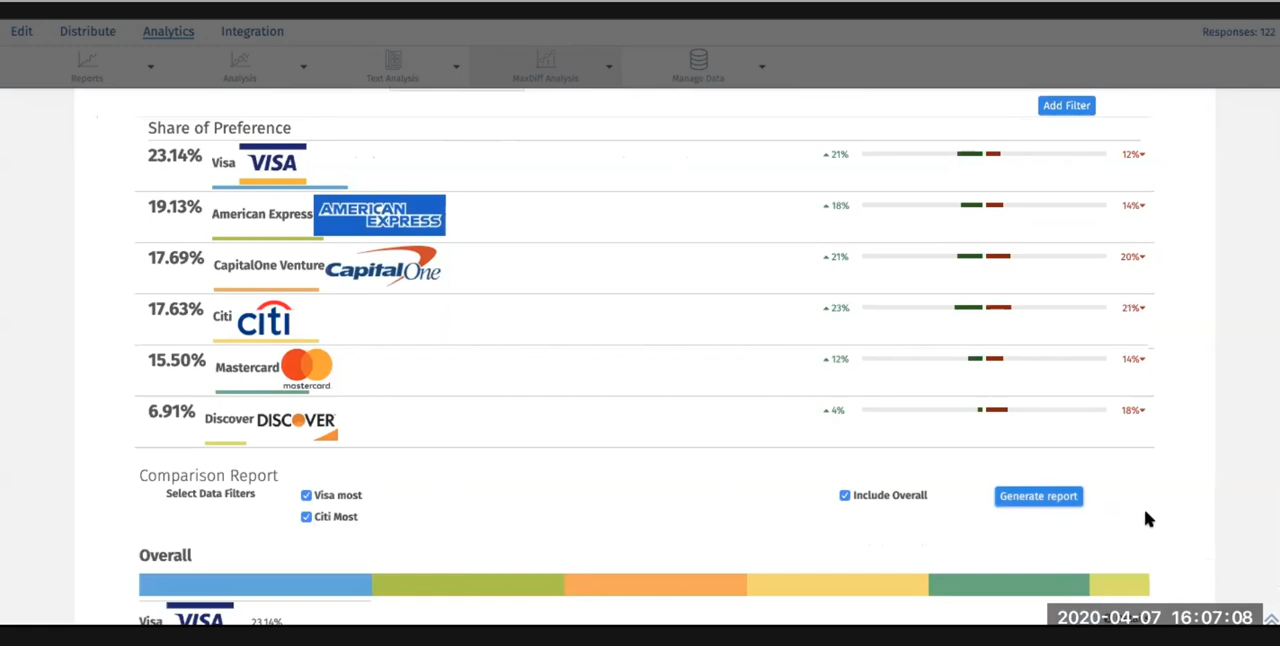 Edit Distribute Analytics Integration Responses: 122
Reports Analysis Text Analysis MaxDiff Analysis Manage Data
Add Filter
Share of Preference
23.14% Visa VISA 21% 12%
19.13% American Express AMERICAN EXPRESS 18% 14%
17.69% CapitalOne Venture CapitalOne 21% 20%
17.63% Citi citi 23% 21%
15.50% Mastercard mastercard 12% 14%
6.91% Discover DISCOVER 4% 18%
Comparison Report
Select Data Filters Visa most Include Overall Generate report
Citi Most
Overall
Visa VISA 23.14%
2020-04-07 16:07:08